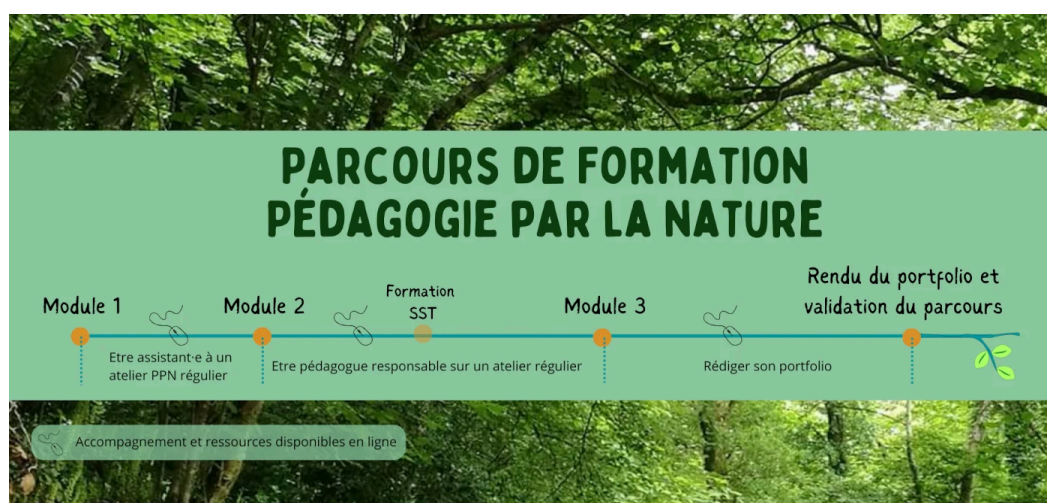 PARCOURS DE FORMATION
PÉDAGOGIE PAR LA NATURE
Rendu du portfolio et
validation du parcours
Module 1
Module 2
Formation
SST
Module 3
Etre assistant·e à un
atelier PPN régulier
Etre pédagogue responsable sur un atelier régulier
Rédiger son portfolio
Accompagnement et ressources disponibles en ligne